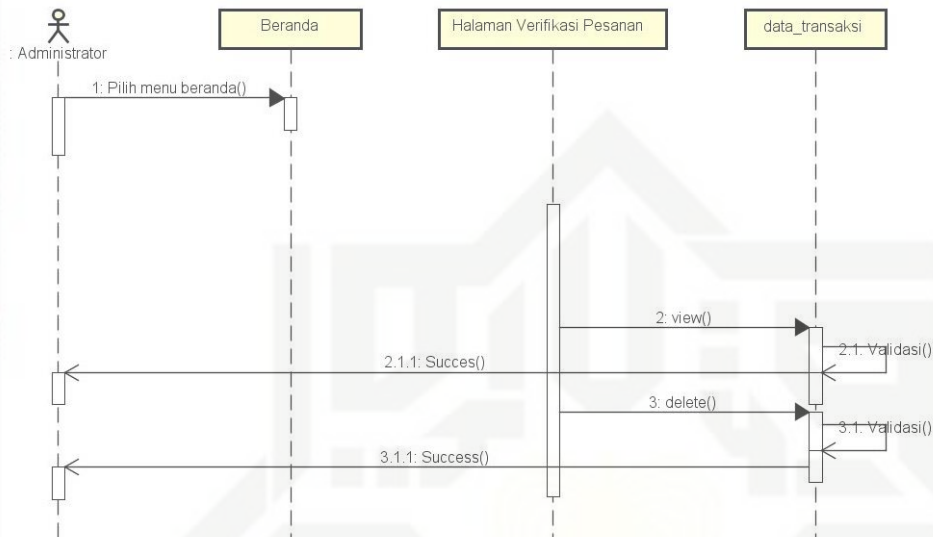 : Administrator
Beranda
Halaman Verifikasi Pesanan
data_transaksi
1: Pilih menu beranda()
2: view()
2.1: Validasi()
2.1.1: Succes()
3: delete()
3.1: Validasi()
3.1.1: Success()